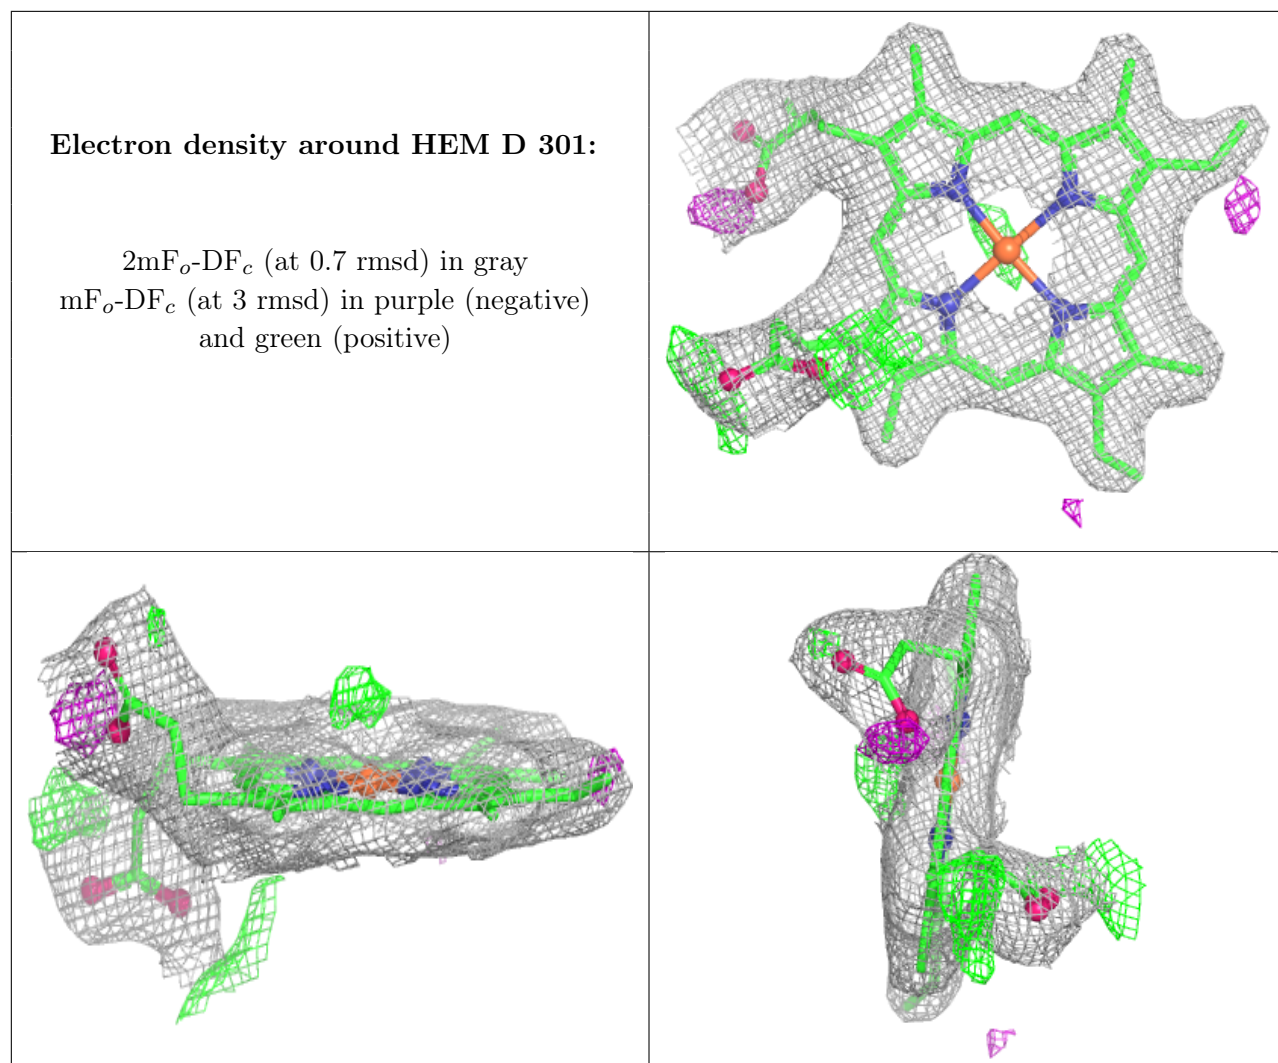 Electron density around HEM D 301:
2mFo-DFc (at 0.7 rmsd) in gray
mFo-DFc (at 3 rmsd) in purple (negative)
and green (positive)